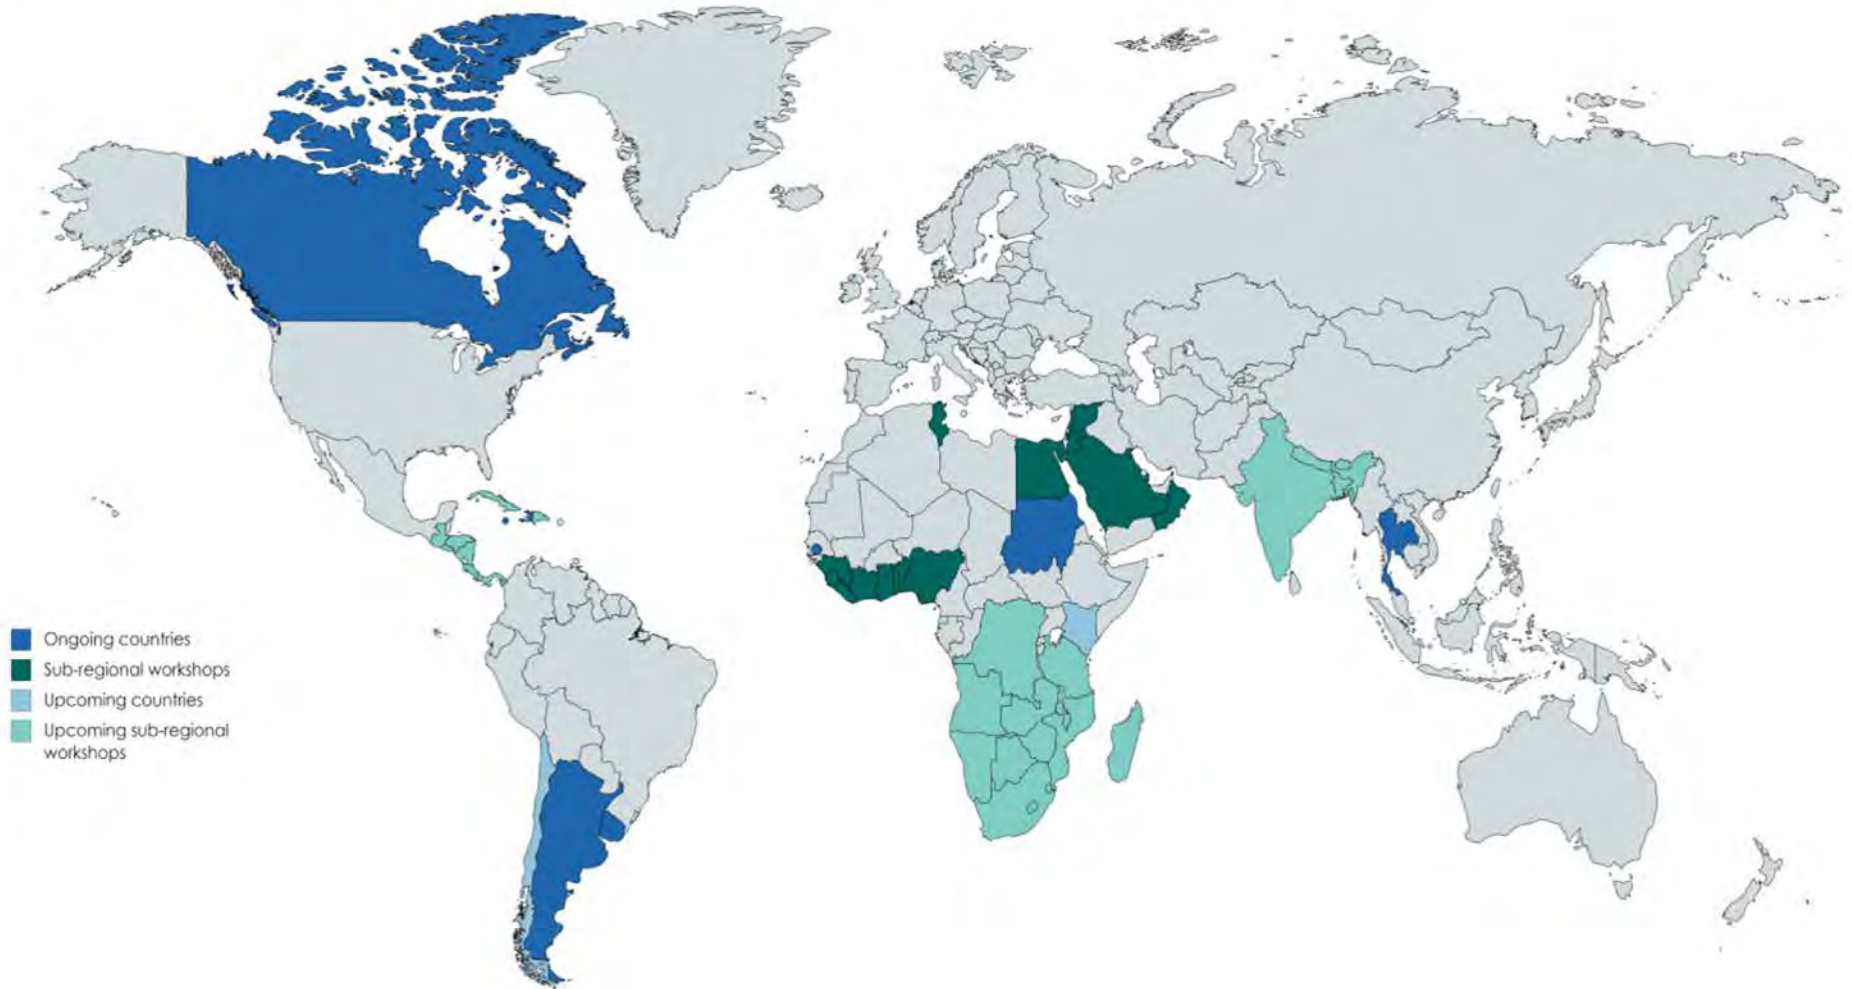 Ongoing countries
Sub-regional workshops
Upcoming countries
Upcoming sub-regional
workshops